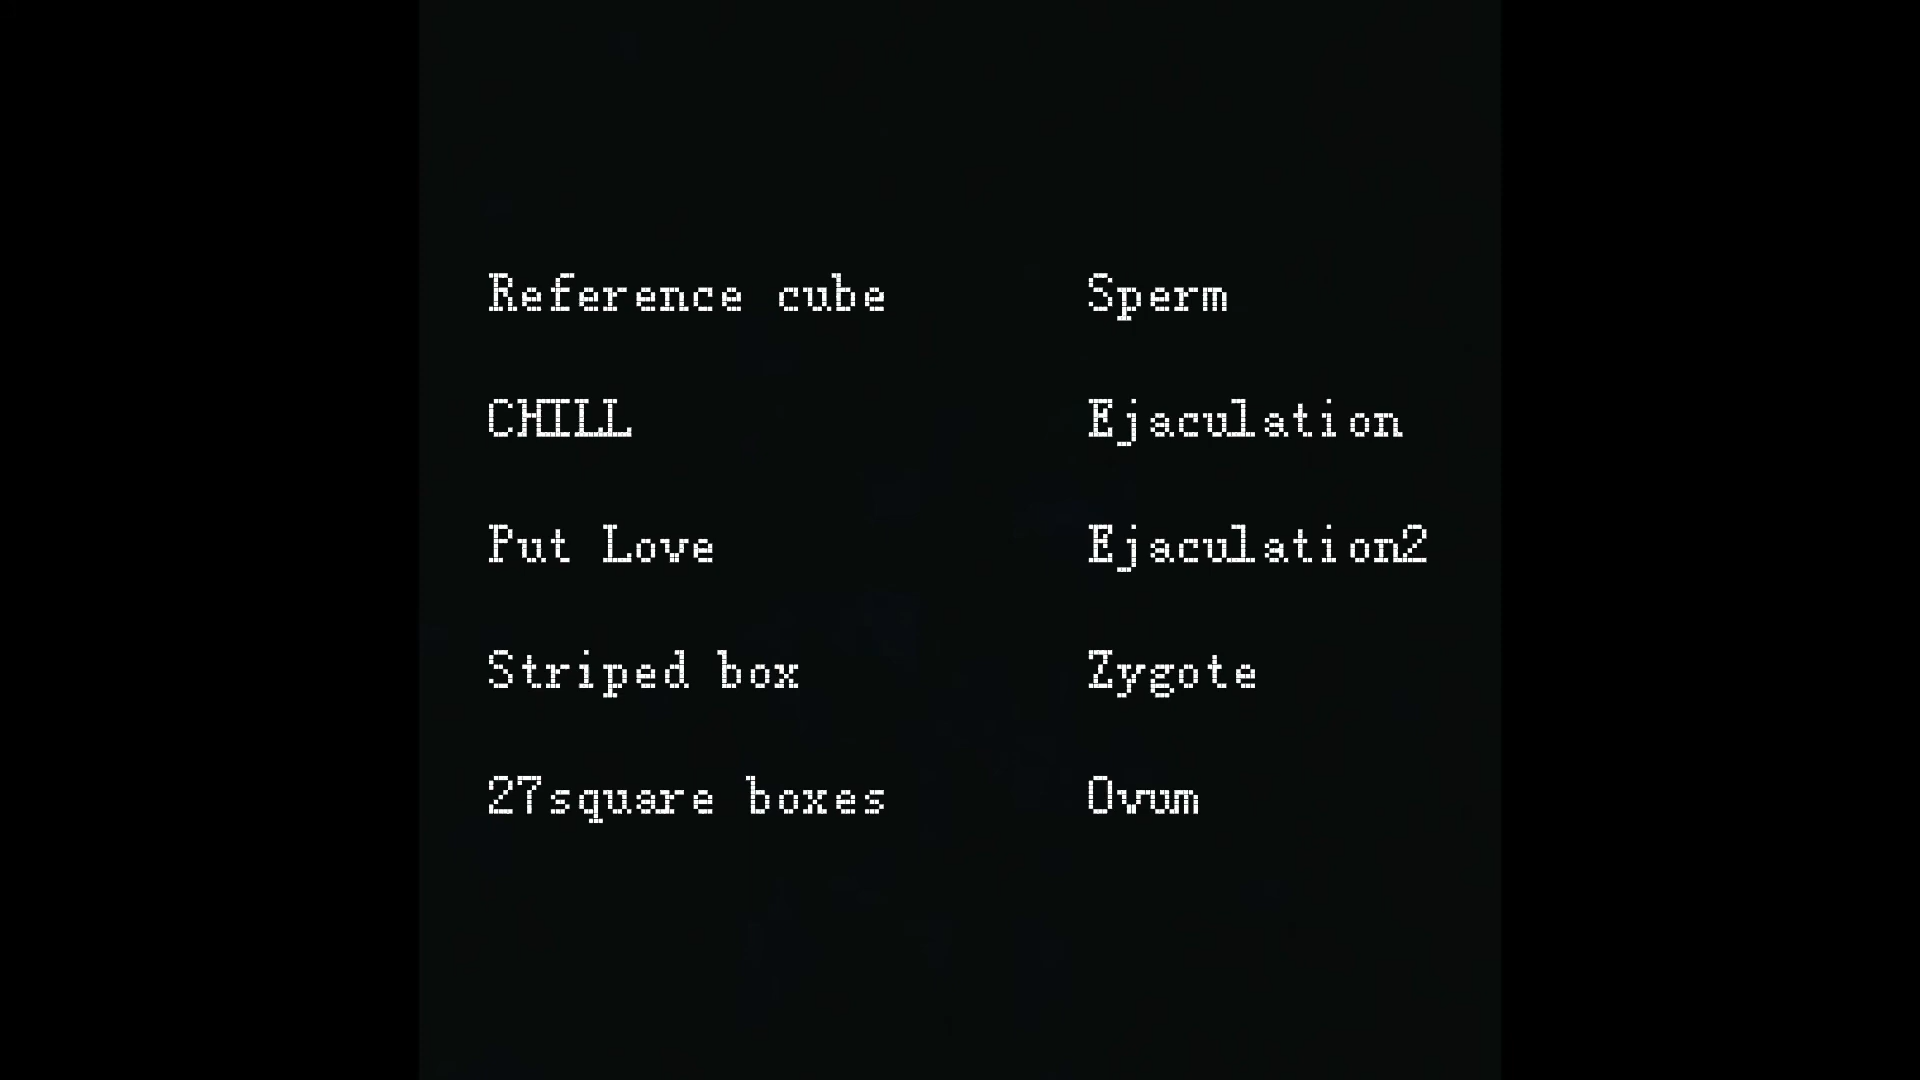 Reference cube    Sperm
CHILL    Ejaculation
Put Love    Ejaculation2
Striped box    Zygote
27square boxes    Ovum